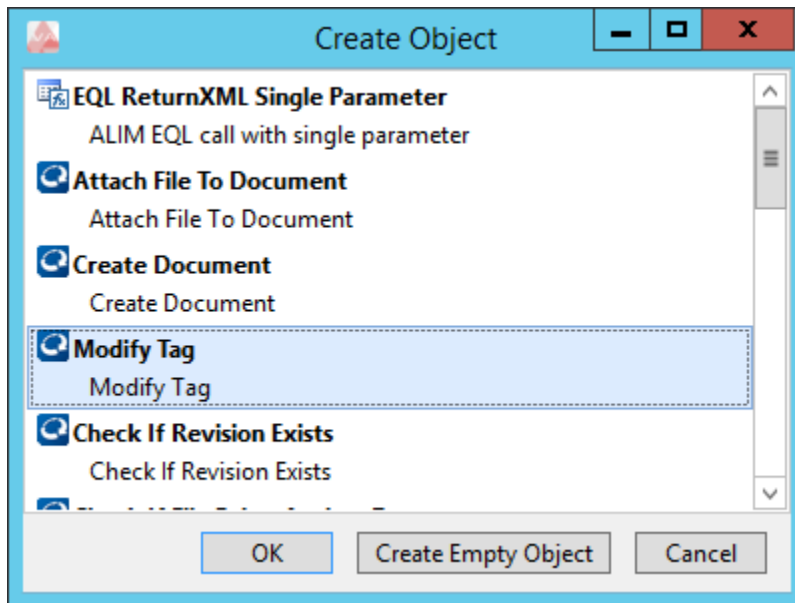 Create Object
EQL ReturnXML Single Parameter
ALIM EQL call with single parameter
Attach File To Document
Attach File To Document
Create Document
Create Document
Modify Tag
Modify Tag
Check If Revision Exists
Check If Revision Exists
OK
Create Empty Object
Cancel